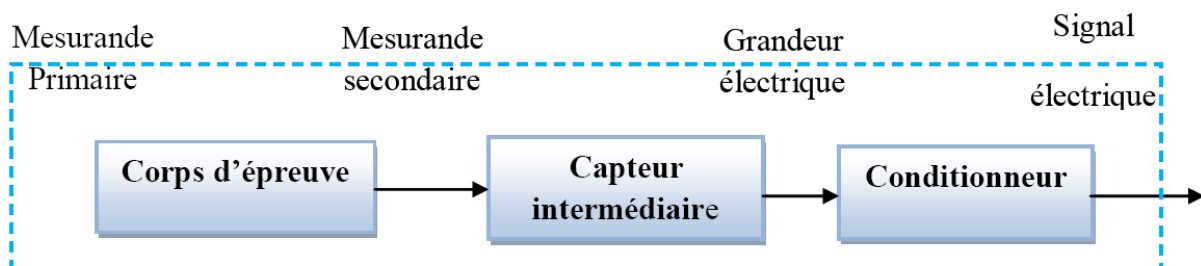 Mesurande
Primaire
Mesurande
secondaire
Grandeur
électrique
Signal
électrique
Corps d'épreuve
Capteur
intermédiaire
Conditionneur